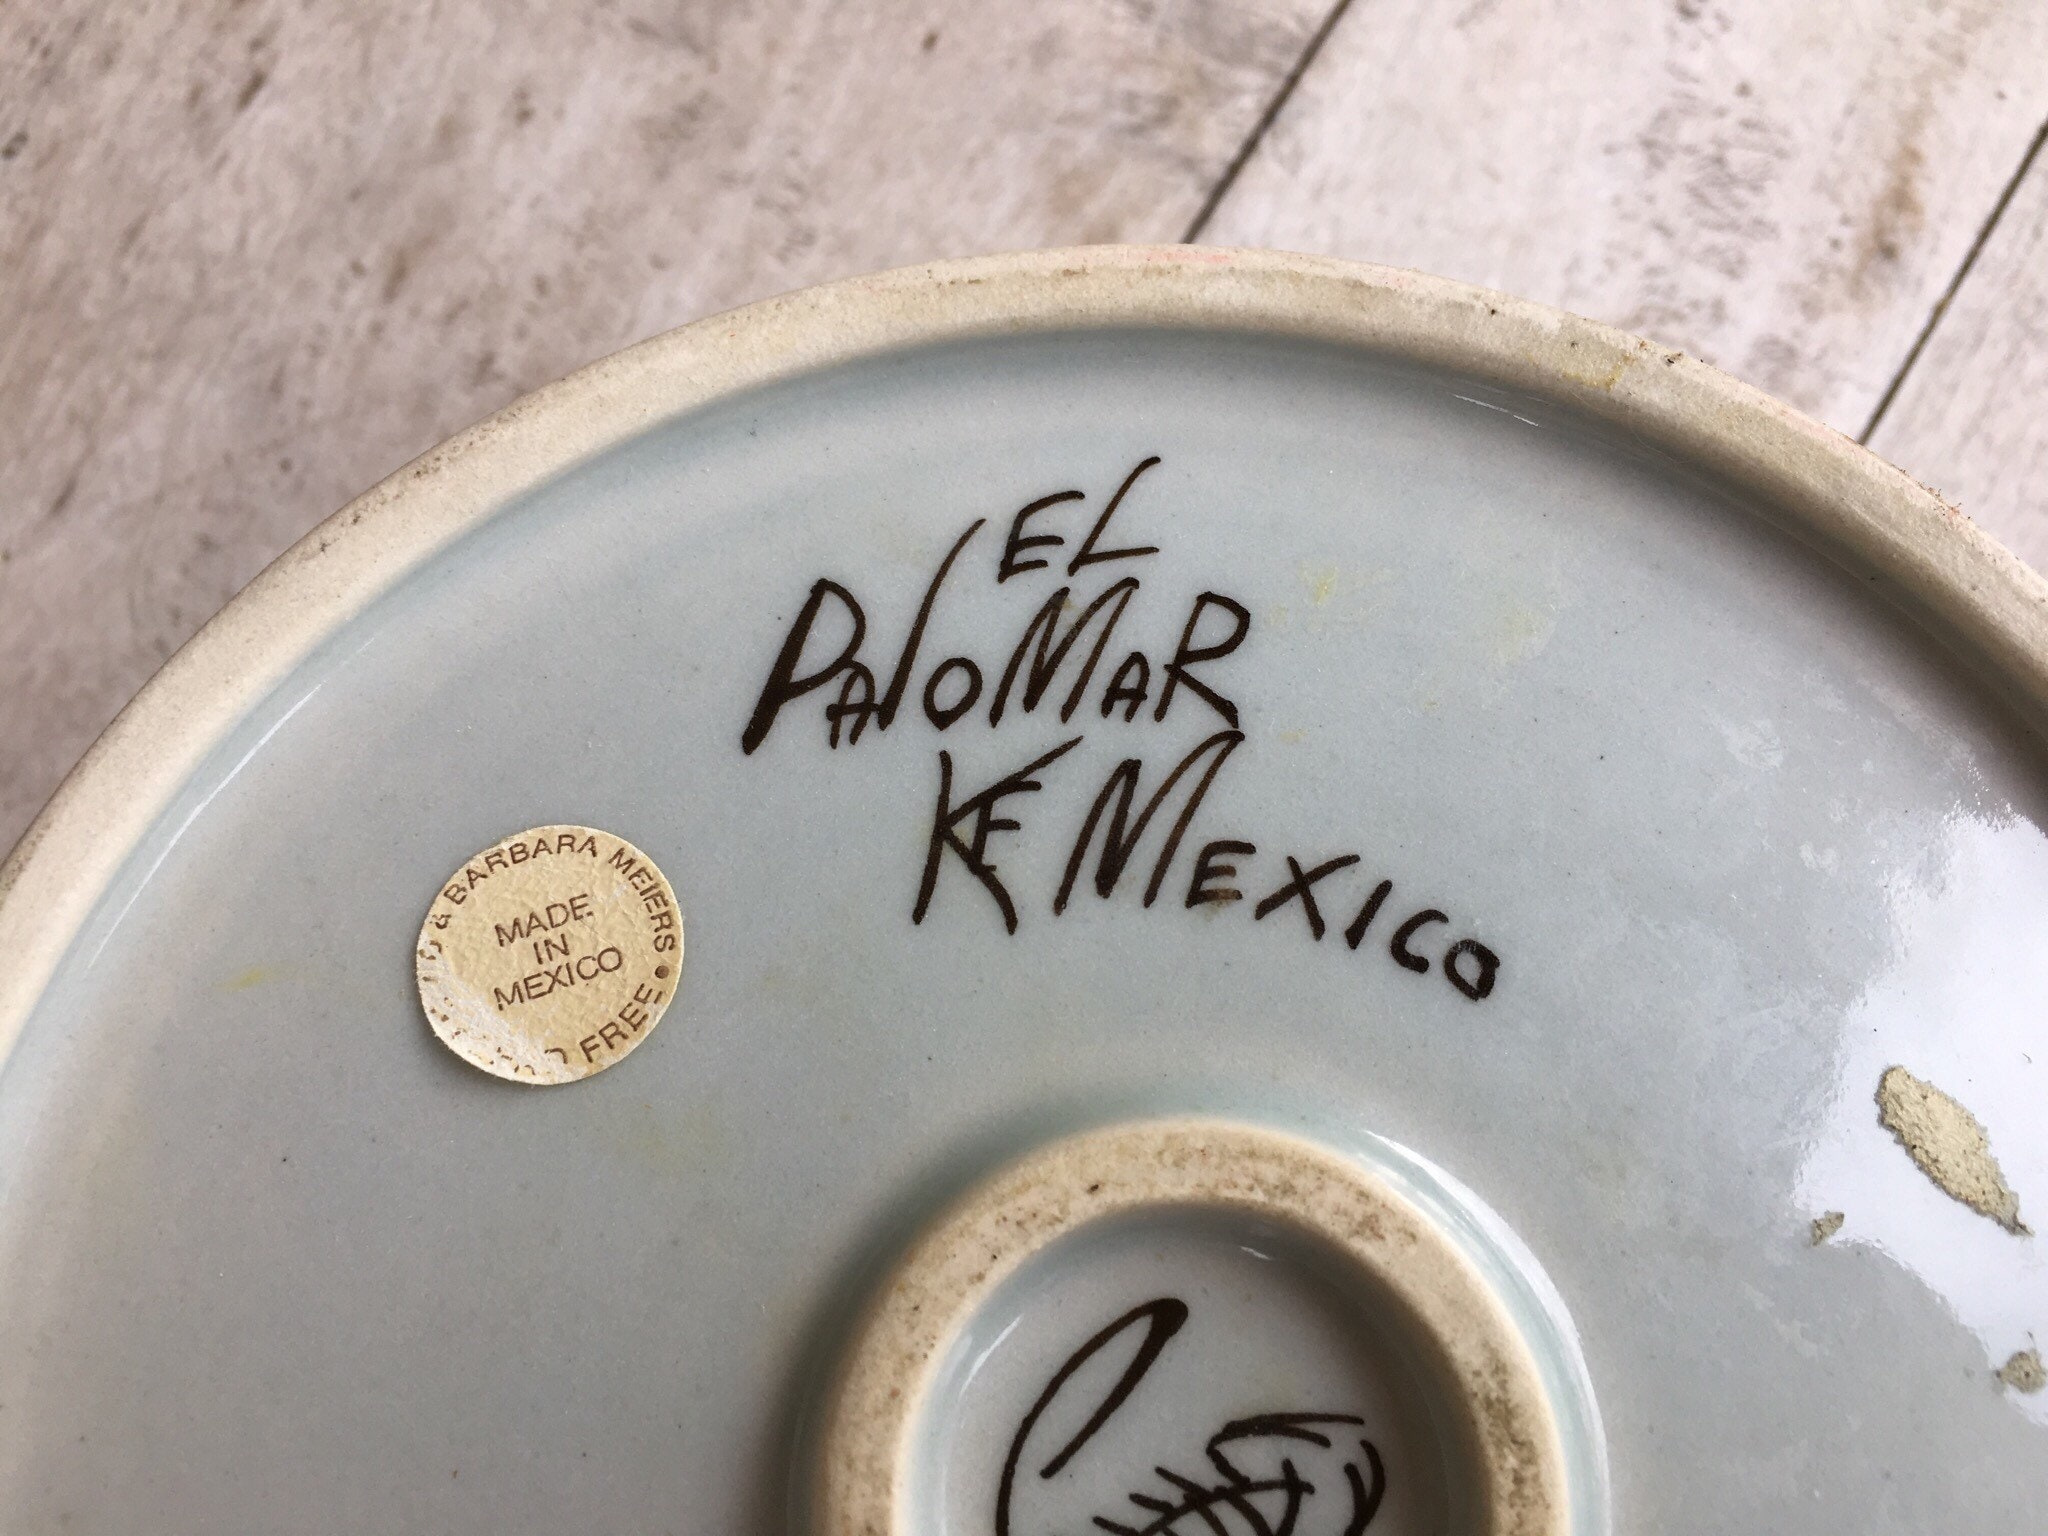 EL
PALOMAR
KE MEXICO
& BARBARA MEIERS •
MADE
IN
MEXICO
FREE